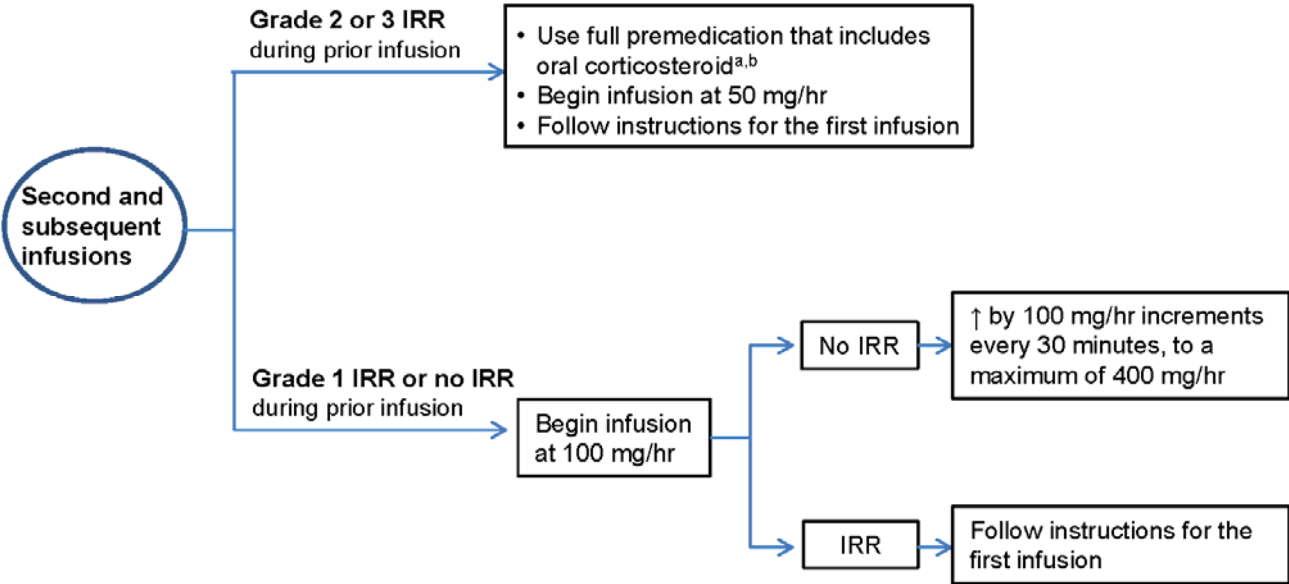 Grade 2 or 3 IRR
during prior infusion
• Use full premedication that includes
oral corticosteroidᵃ,ᵇ
• Begin infusion at 50 mg/hr
• Follow instructions for the first infusion
Second and
subsequent
infusions
Grade 1 IRR or no IRR
during prior infusion
Begin infusion
at 100 mg/hr
No IRR
↑ by 100 mg/hr increments
every 30 minutes, to a
maximum of 400 mg/hr
IRR
Follow instructions for the
first infusion